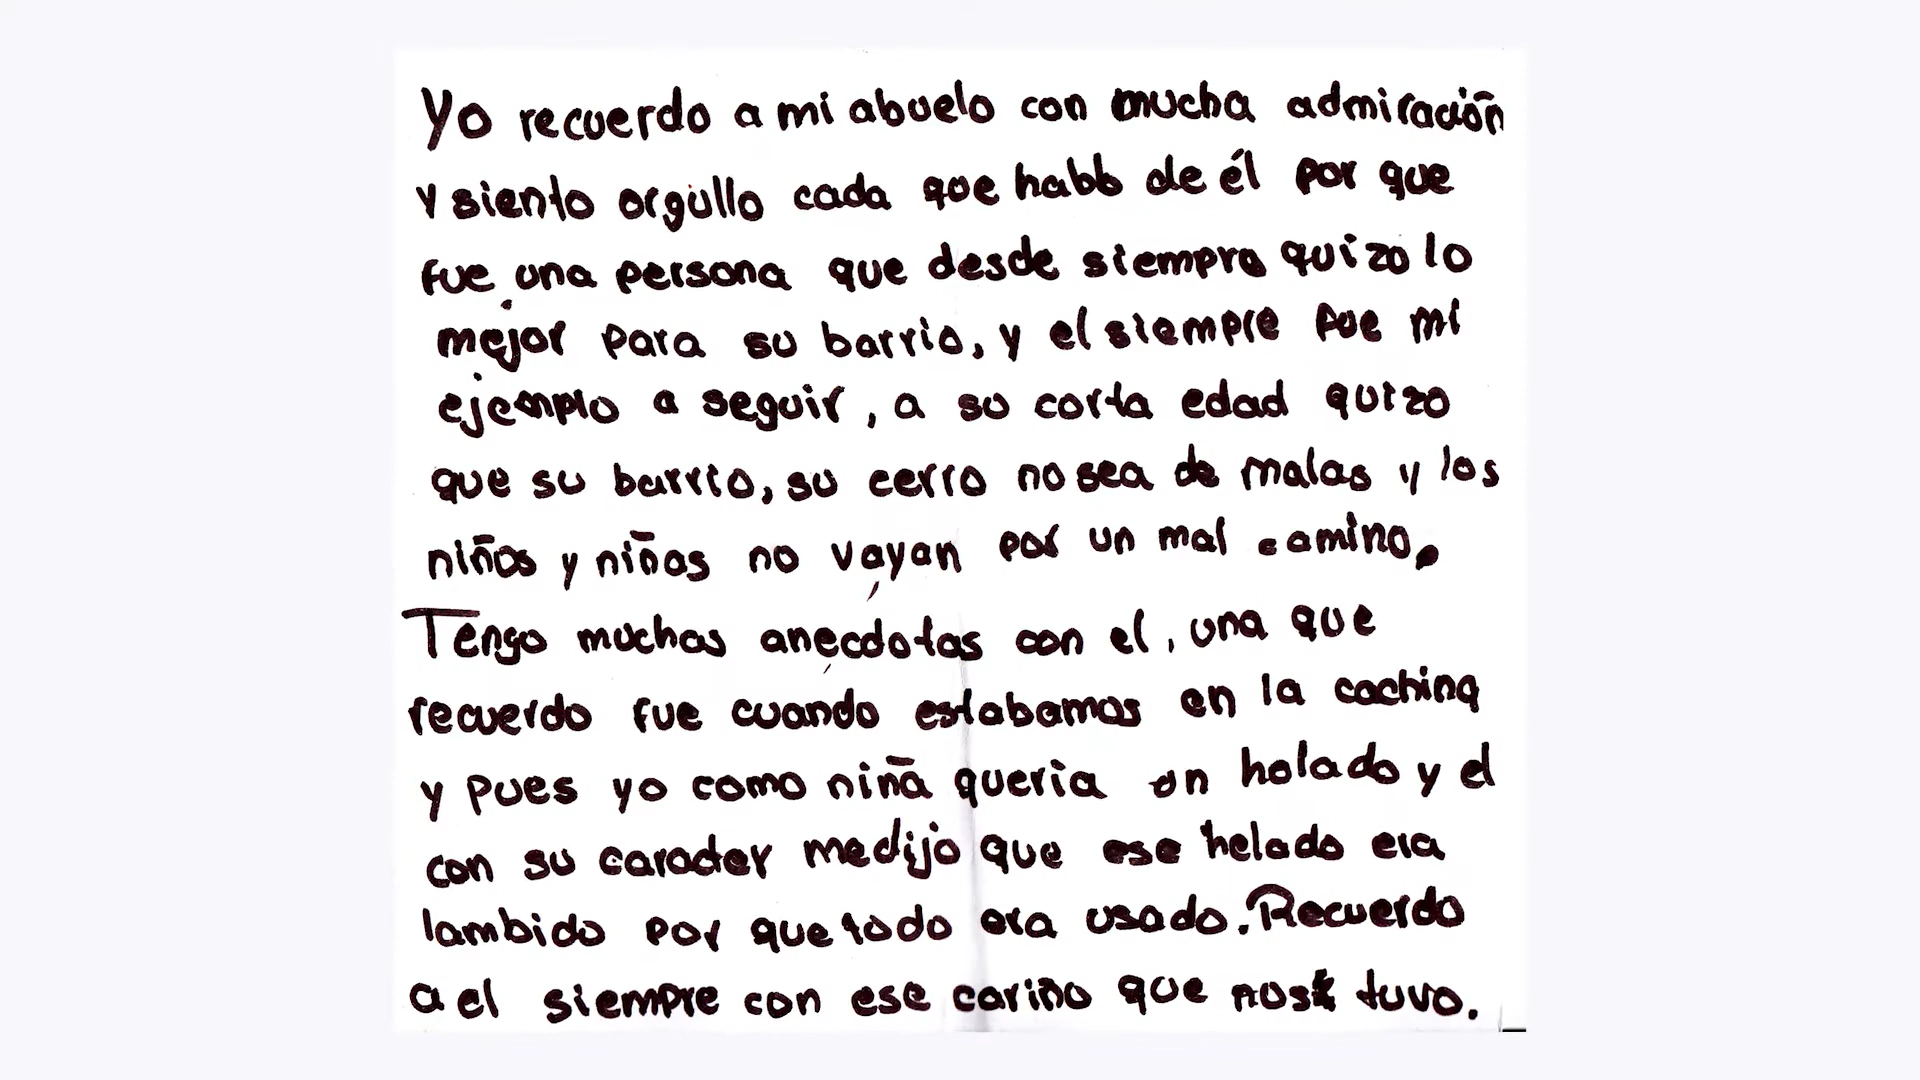 Yo recuerdo a mi abuelo con mucha admiración
y siento orgullo cada que hablo de él por que
fue una persona que desde siempre quizo lo
mejor para su barrio, y el siempre fue mi
ejemplo a seguir, a su corta edad quizo
que su barrio, su cerro no sea de malas y los
niños y niñas no vayan por un mal camino.
Tengo muchas anecdotas con el, una que
recuerdo fue cuando estabamos en la cachina
y pues yo como niña queria un helado y el
con su caracter me dijo que ese helado era
lambido por que todo era usado. Recuerdo
a el siempre con ese cariño que nos tuvo.